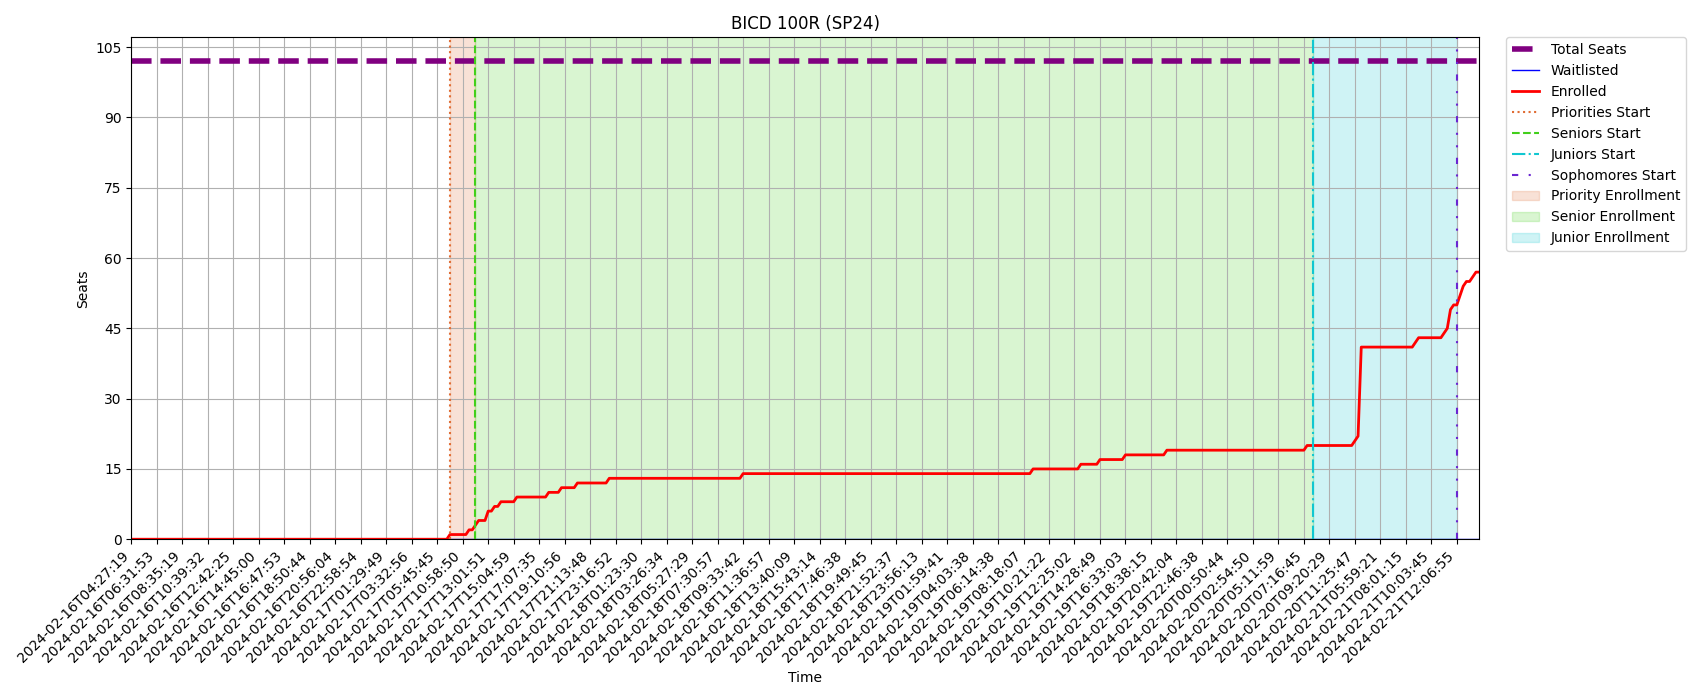 BICD 100R (SP24)
105
90
75
60
45
30
15
0
Seats
2024-02-16T04:27:19
2024-02-16T06:31:53
2024-02-16T08:35:19
2024-02-16T10:39:32
2024-02-16T12:42:25
2024-02-16T14:45:00
2024-02-16T16:47:53
2024-02-16T18:50:44
2024-02-16T20:56:04
2024-02-16T22:58:54
2024-02-17T01:29:49
2024-02-17T03:32:56
2024-02-17T05:45:45
2024-02-17T10:58:50
2024-02-17T13:01:51
2024-02-17T15:04:59
2024-02-17T17:07:35
2024-02-17T19:10:56
2024-02-17T21:13:48
2024-02-17T23:16:52
2024-02-18T01:23:30
2024-02-18T03:26:34
2024-02-18T05:27:29
2024-02-18T07:30:57
2024-02-18T09:33:42
2024-02-18T11:36:57
2024-02-18T13:40:09
2024-02-18T15:43:14
2024-02-18T17:46:38
2024-02-18T19:49:45
2024-02-18T21:52:37
2024-02-18T23:56:13
2024-02-19T01:59:41
2024-02-19T04:03:38
2024-02-19T06:14:38
2024-02-19T08:18:07
2024-02-19T10:21:22
2024-02-19T12:25:02
2024-02-19T14:28:49
2024-02-19T16:33:03
2024-02-19T18:38:15
2024-02-19T20:42:04
2024-02-19T22:46:38
2024-02-20T00:50:44
2024-02-20T02:54:50
2024-02-20T05:11:59
2024-02-20T07:16:45
2024-02-20T09:20:29
2024-02-20T11:25:47
2024-02-21T05:59:21
2024-02-21T08:01:15
2024-02-21T10:03:45
2024-02-21T12:06:55
Time
Total Seats
Waitlisted
Enrolled
Priorities Start
Seniors Start
Juniors Start
Sophomores Start
Priority Enrollment
Senior Enrollment
Junior Enrollment